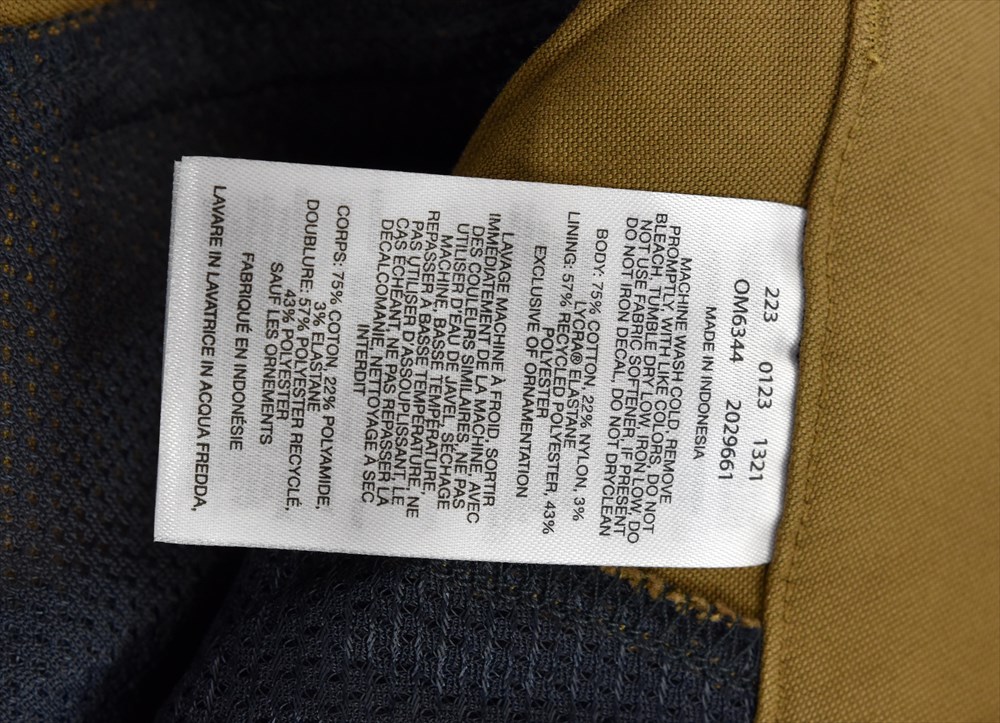 223 0123 1321
OM6344 2029661
MADE IN INDONESIA
MACHINE WASH COLD, REMOVE
PROMPTLY, WITH LIKE COLORS, DO NOT
BLEACH, TUMBLE DRY LOW, IRON LOW, DO
NOT USE FABRIC SOFTENER, IF PRESENT
DO NOT IRON DECAL, DO NOT DRYCLEAN
BODY: 75% COTTON, 22% NYLON, 3%
LYCRA® ELASTANE
LINING: 57% RECYCLED POLYESTER, 43%
POLYESTER
EXCLUSIVE OF ORNAMENTATION
LAVAGE MACHINE À FROID, SORTIR
IMMÉDIATEMENT DE LA MACHINE, AVEC
DES COULEURS SIMILAIRES, NE PAS
UTILISER D'EAU DE JAVEL, SÉCHAGE
MACHINE, BASSE TEMPÉRATURE,
REPASSER À BASSE TEMPÉRATURE, NE
PAS UTILISER D'ASSOUPLISSANT, LE
CAS ÉCHÉANT, NE PAS REPASSER LA
DÉCALCOMANIE, NETTOYAGE À SEC
INTERDIT
CORPS: 75% COTON, 22% POLYAMIDE,
3% ÉLASTANE
DOUBLURE: 57% POLYESTER RECYCLÉ,
43% POLYESTER
SAUF LES ORNEMENTS
FABRIQUÉ EN INDONÉSIE
LAVARE IN LAVATRICE IN ACQUA FREDDA,